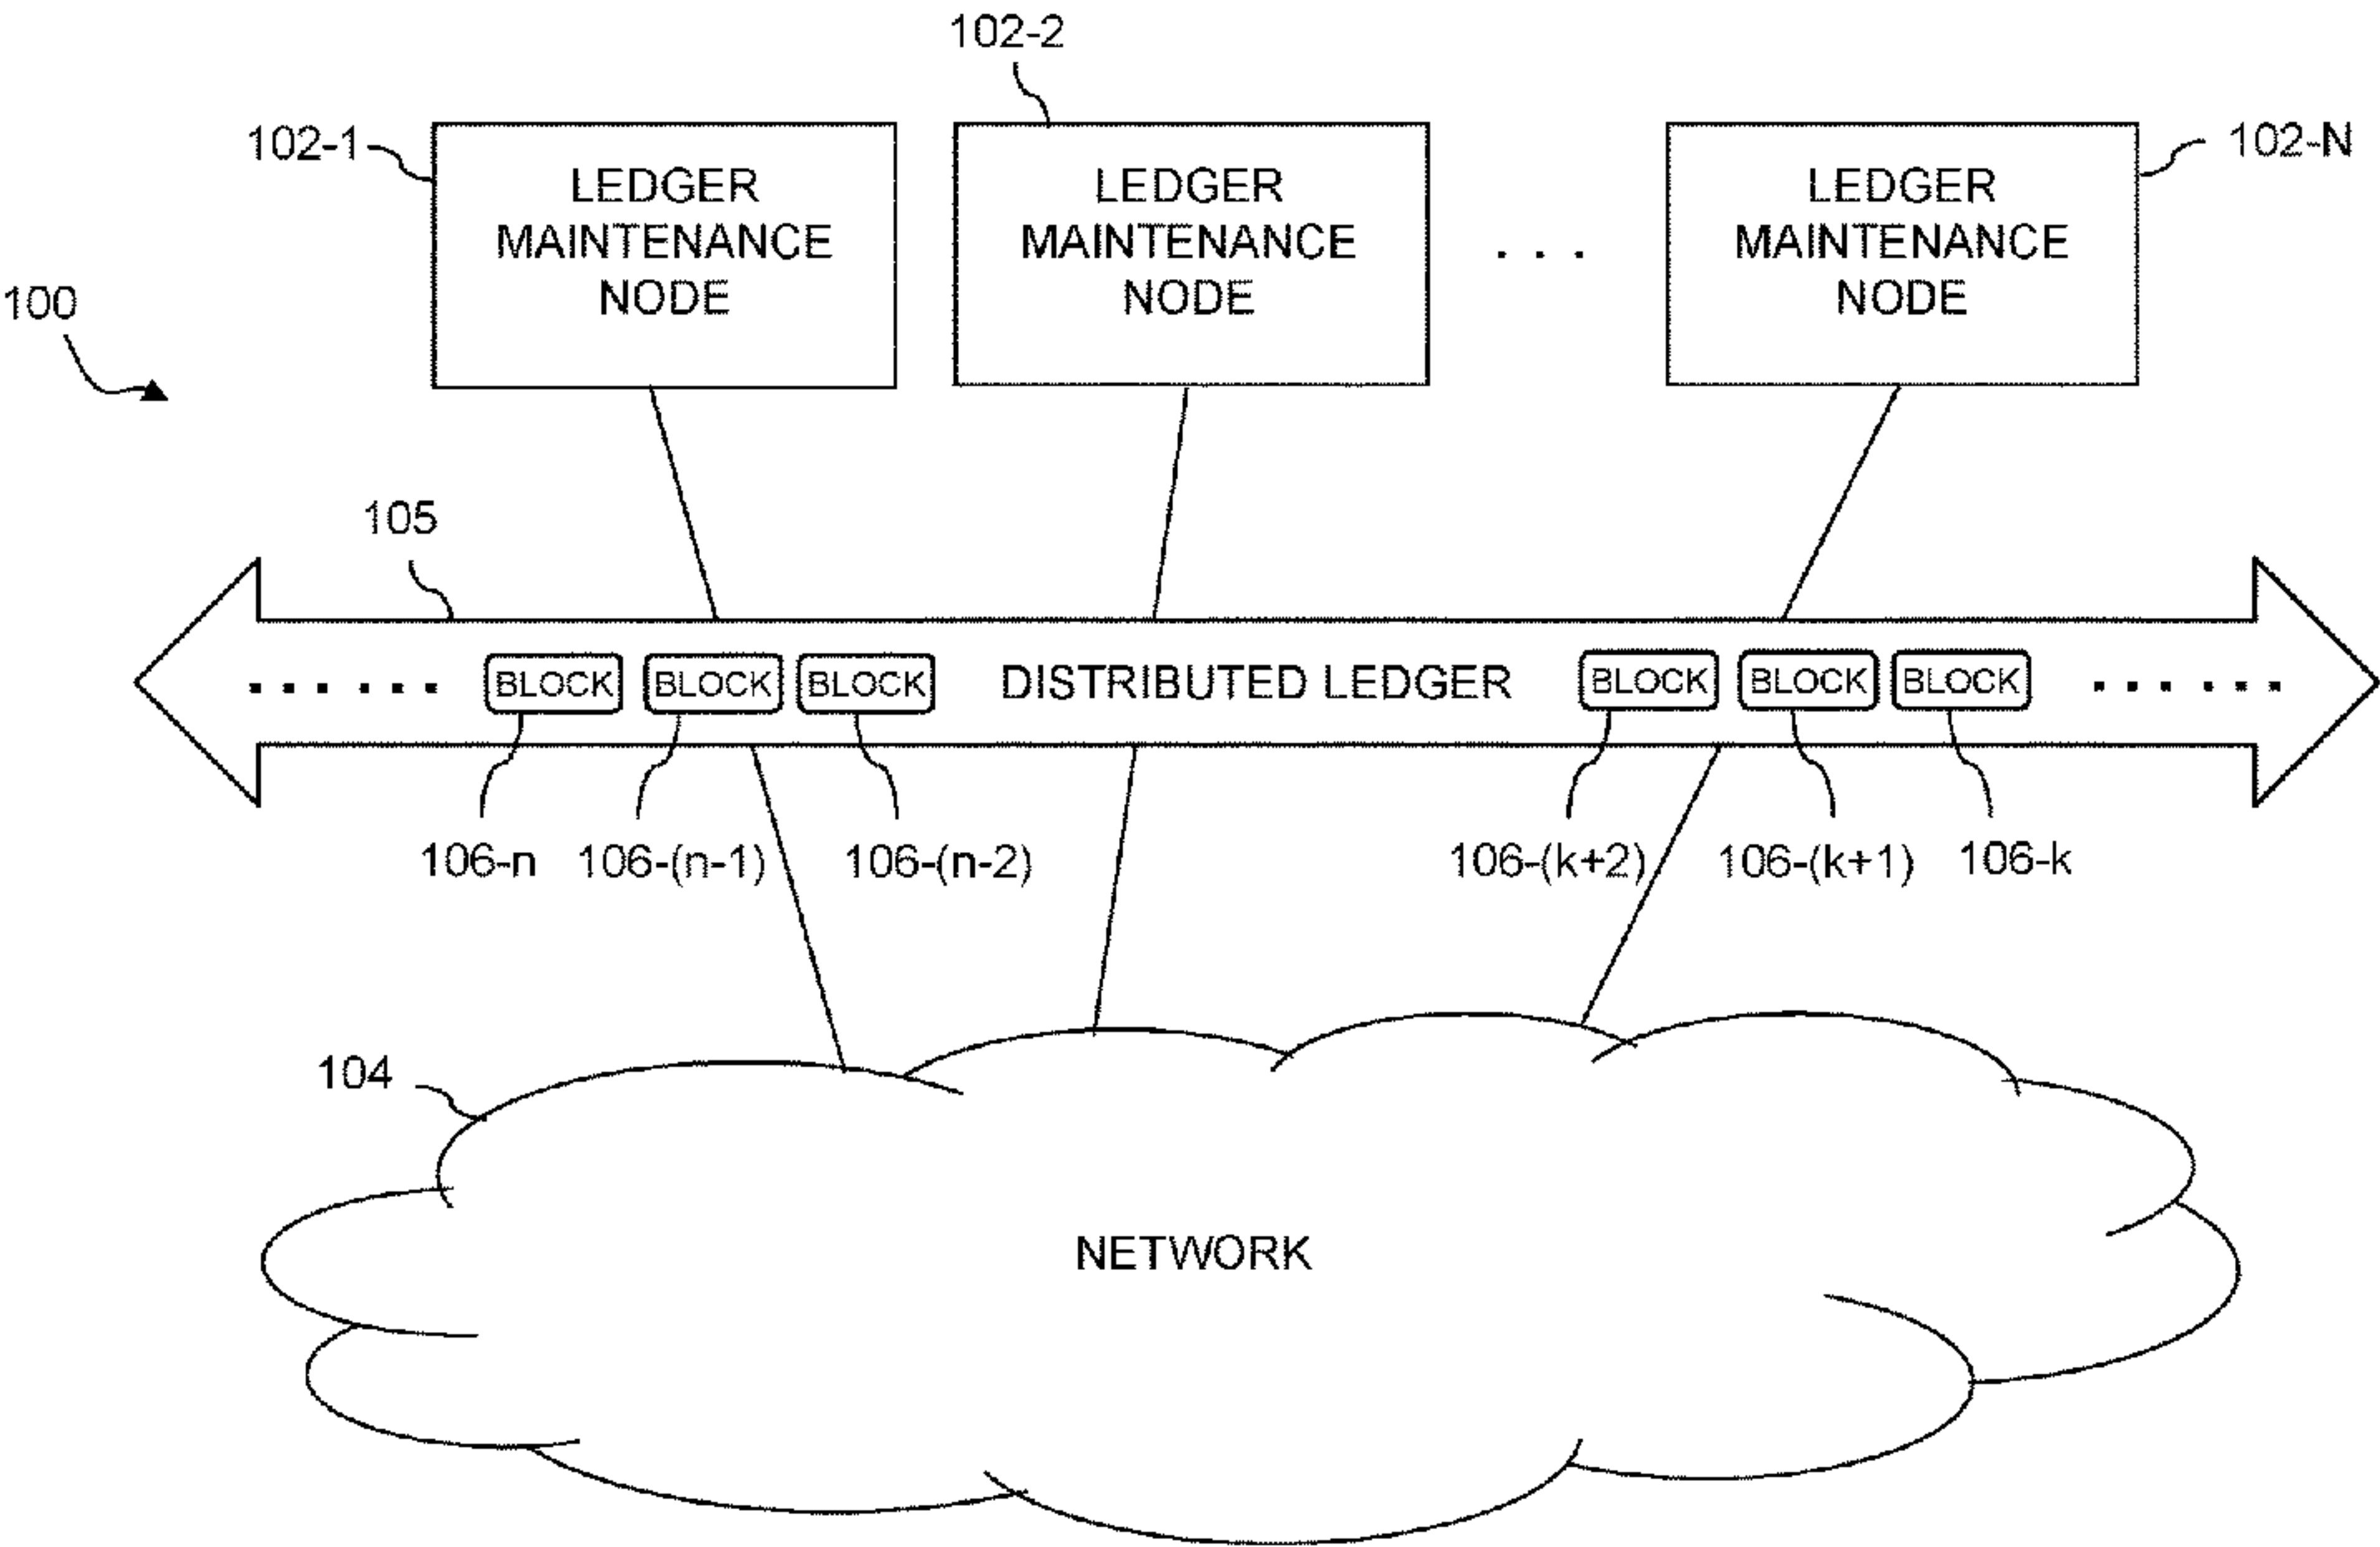 102-2
102-1
102-N
LEDGER
MAINTENANCE
NODE
LEDGER
MAINTENANCE
NODE
. . .
LEDGER
MAINTENANCE
NODE
100
105
BLOCK BLOCK BLOCK DISTRIBUTED LEDGER BLOCK BLOCK BLOCK
106-n 106-(n-1) 106-(n-2) 106-(k+2) 106-(k+1) 106-k
104
NETWORK